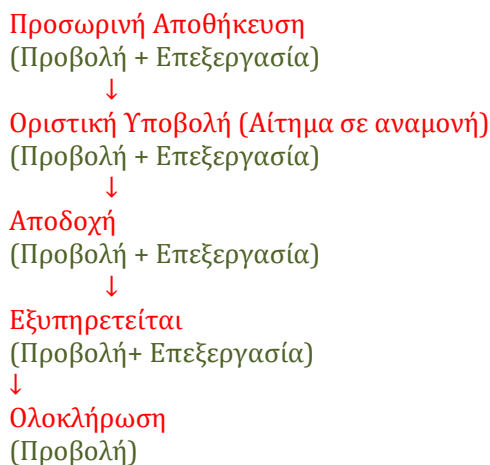 Προσωρινή Αποθήκευση
(Προβολή + Επεξεργασία)
↓
Οριστική Υποβολή (Αίτημα σε αναμονή)
(Προβολή + Επεξεργασία)
↓
Αποδοχή
(Προβολή + Επεξεργασία)
↓
Εξυπηρετείται
(Προβολή+ Επεξεργασία)
↓
Ολοκλήρωση
(Προβολή)